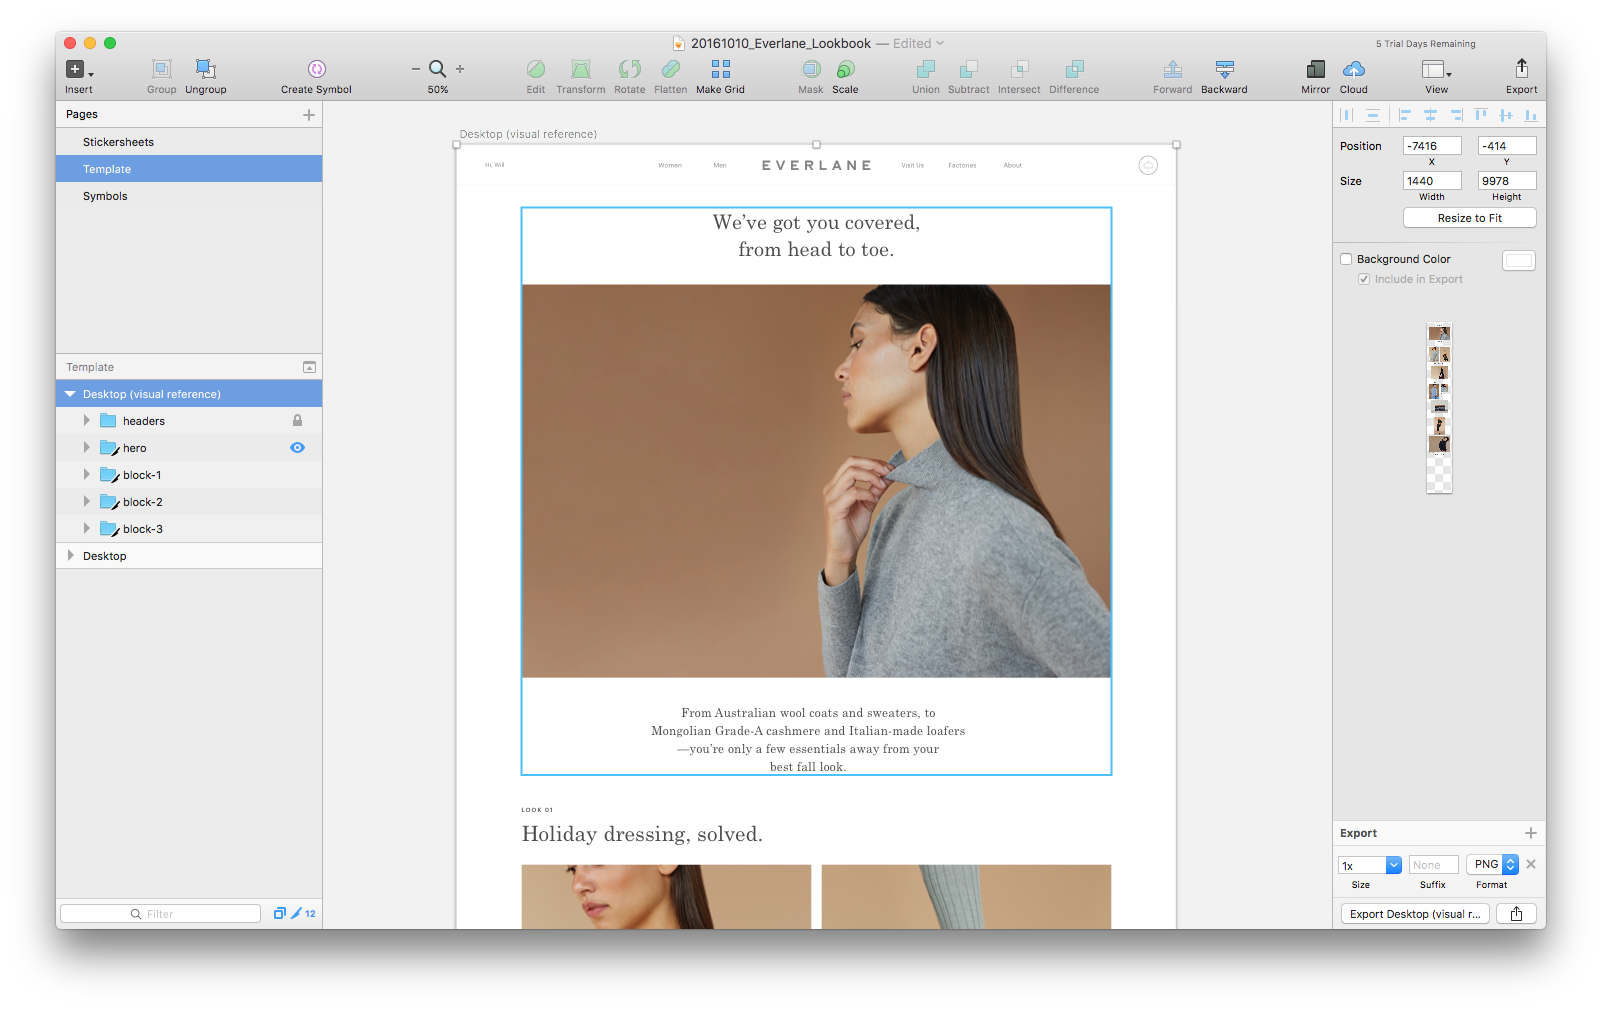 20161010_Everlane_Lookbook — Edited
5 Trial Days Remaining
Insert
Group
Ungroup
Create Symbol
50%
Edit
Transform
Rotate
Flatten
Make Grid
Mask
Scale
Union
Subtract
Intersect
Difference
Forward
Backward
Mirror
Cloud
View
Export
Pages
Stickersheets
Template
Symbols
Template
Desktop (visual reference)
headers
hero
block-1
block-2
block-3
Desktop
Filter
12
Desktop (visual reference)
Hi, Will
Women
Men
EVERLANE
Visit Us
Factories
About
We’ve got you covered,
from head to toe.
From Australian wool coats and sweaters, to
Mongolian Grade-A cashmere and Italian-made loafers
—you’re only a few essentials away from your
best fall look.
LOOK 01
Holiday dressing, solved.
Position
-7416
-414
X
Y
Size
1440
9978
Width
Height
Resize to Fit
Background Color
Include in Export
Export
1x
None
PNG
Size
Suffix
Format
Export Desktop (visual r...